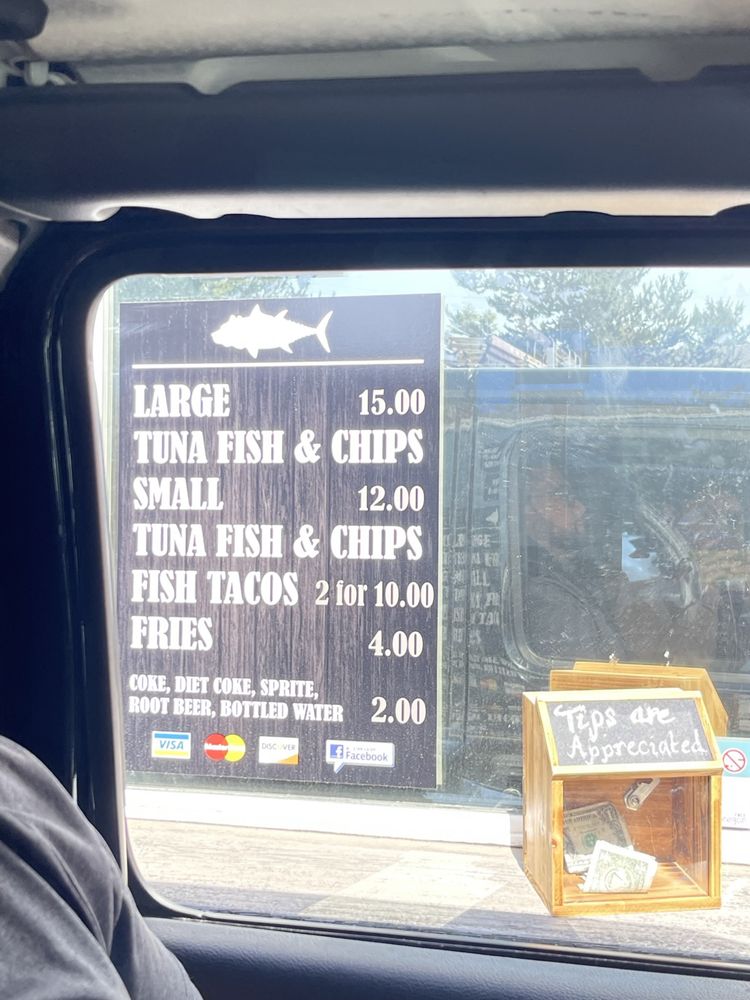 LARGE 15.00
TUNA FISH & CHIPS
SMALL 12.00
TUNA FISH & CHIPS
FISH TACOS 2 for 10.00
FRIES 4.00
COKE, DIET COKE, SPRITE,
ROOT BEER, BOTTLED WATER 2.00
VISA MasterCard DISCOVER Facebook
Tips are
Appreciated